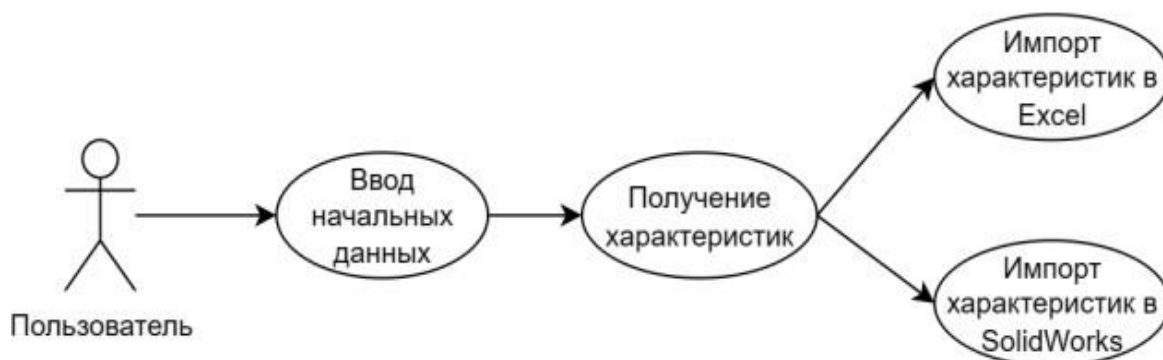 Пользователь
Ввод
начальных
данных
Получение
характеристик
Импорт
характеристик в
Excel
Импорт
характеристик в
SolidWorks